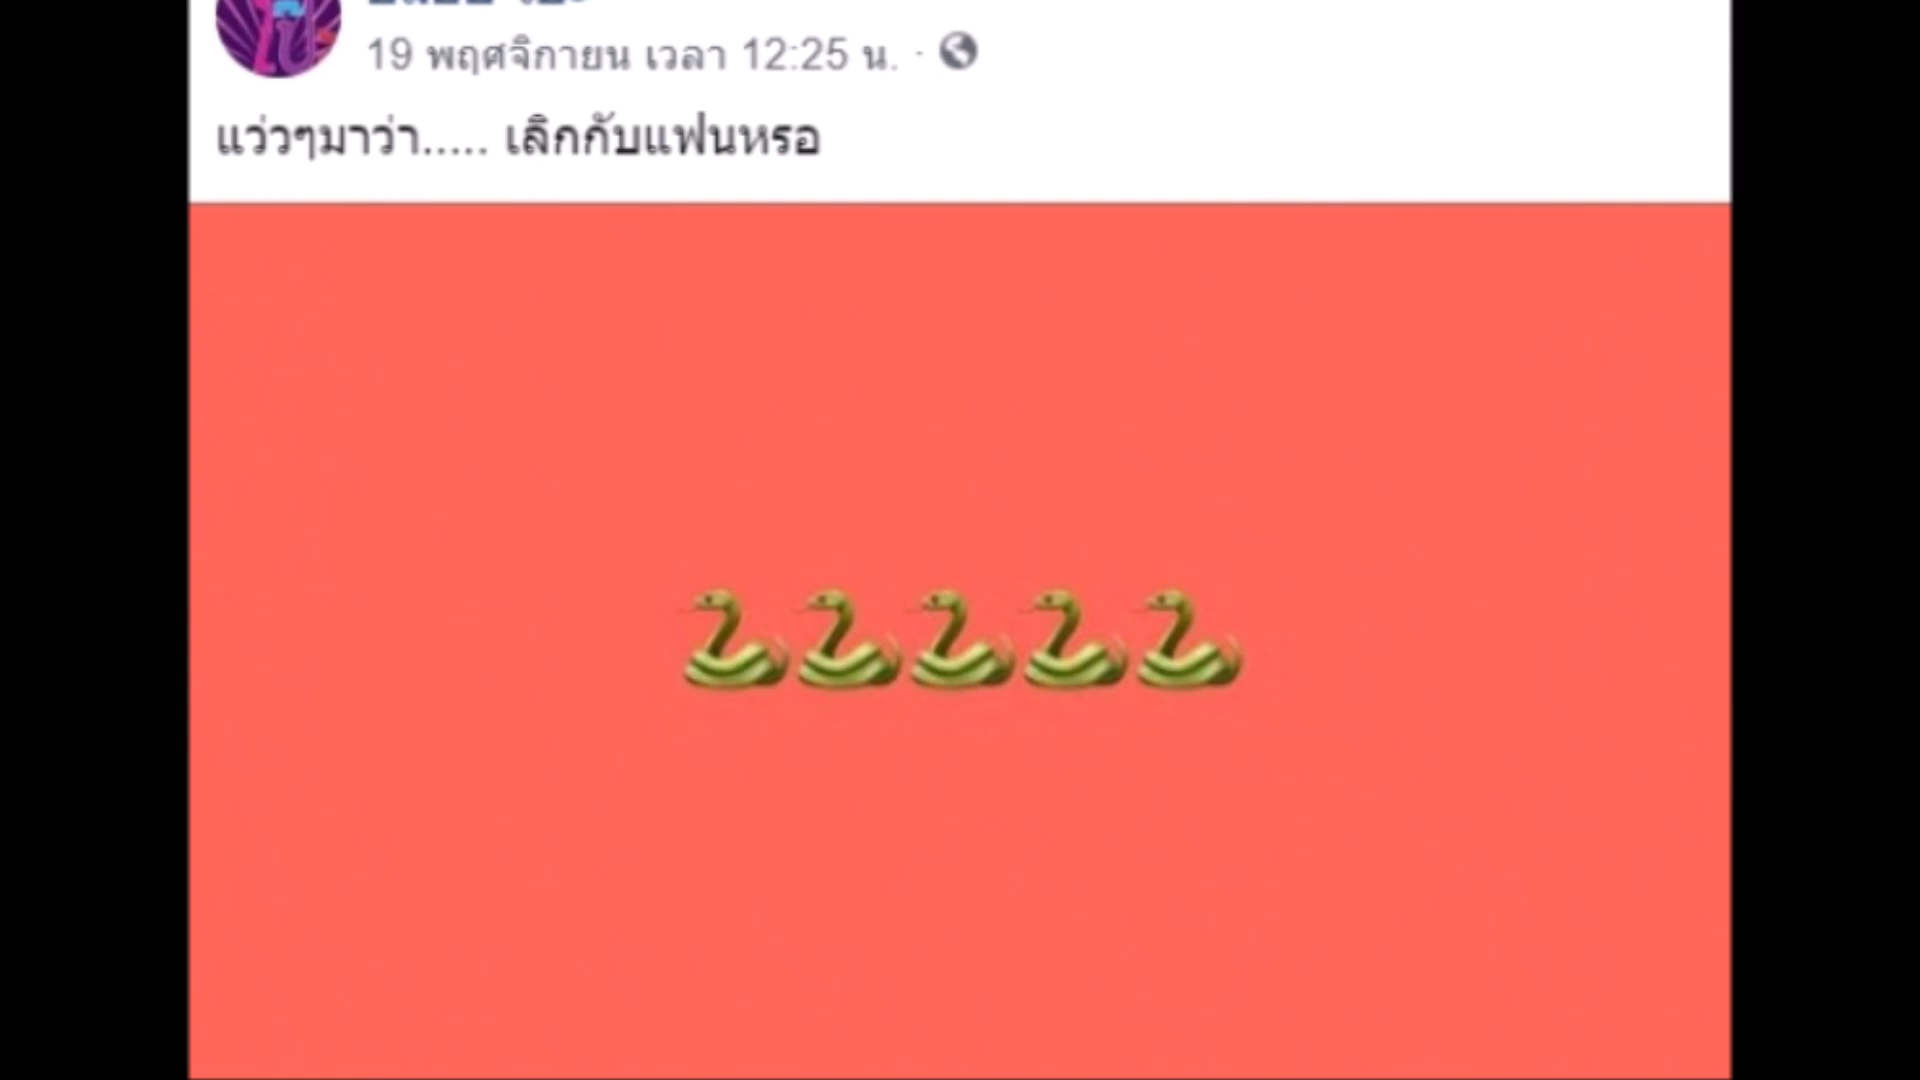 19 พฤศจิกายน เวลา 12:25 น. ·
แว่วๆมาว่า..... เลิกกับแฟนหรอ